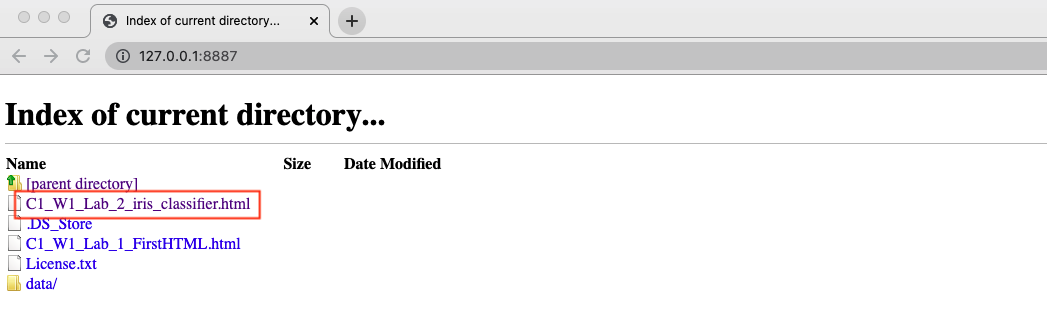 Index of current directory...
127.0.0.1:8887
Index of current directory...
Name Size Date Modified
[parent directory]
C1_W1_Lab_2_iris_classifier.html
.DS_Store
C1_W1_Lab_1_FirstHTML.html
License.txt
data/